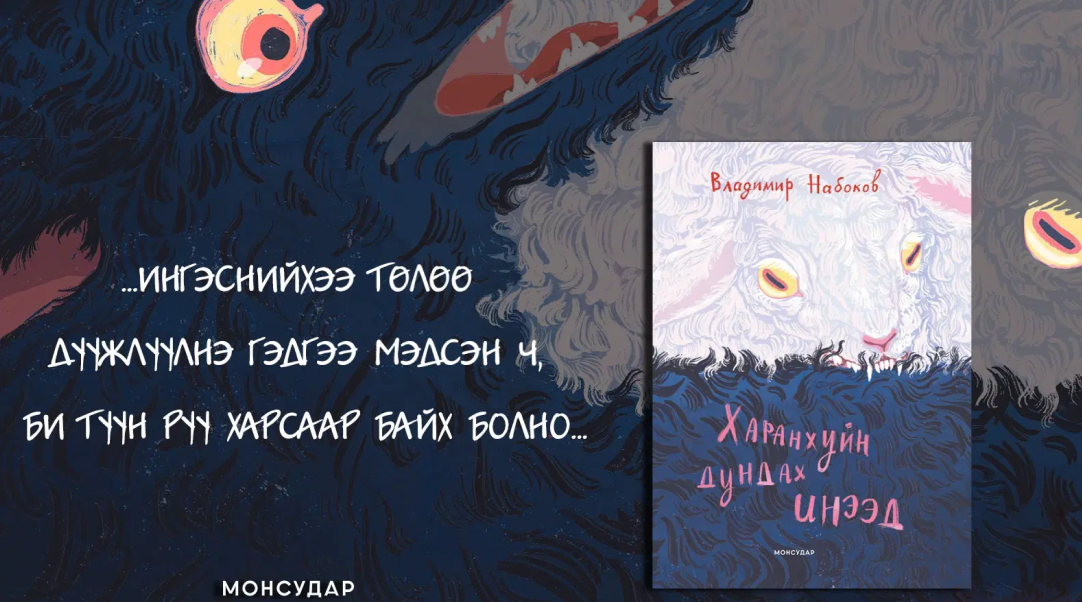 ...ИНГЭСНИЙХЭЭ ТӨЛӨӨ
ДҮҮЖЛҮҮЛНЭ ГЭДГЭЭ МЭДСЭН Ч,
БИ ТҮҮН РҮҮ ХАРСААР БАЙХ БОЛНО...
МОНСУДАР
Владимир Набоков
Харанхуйн
дундах
инээд
МОНСУДАР